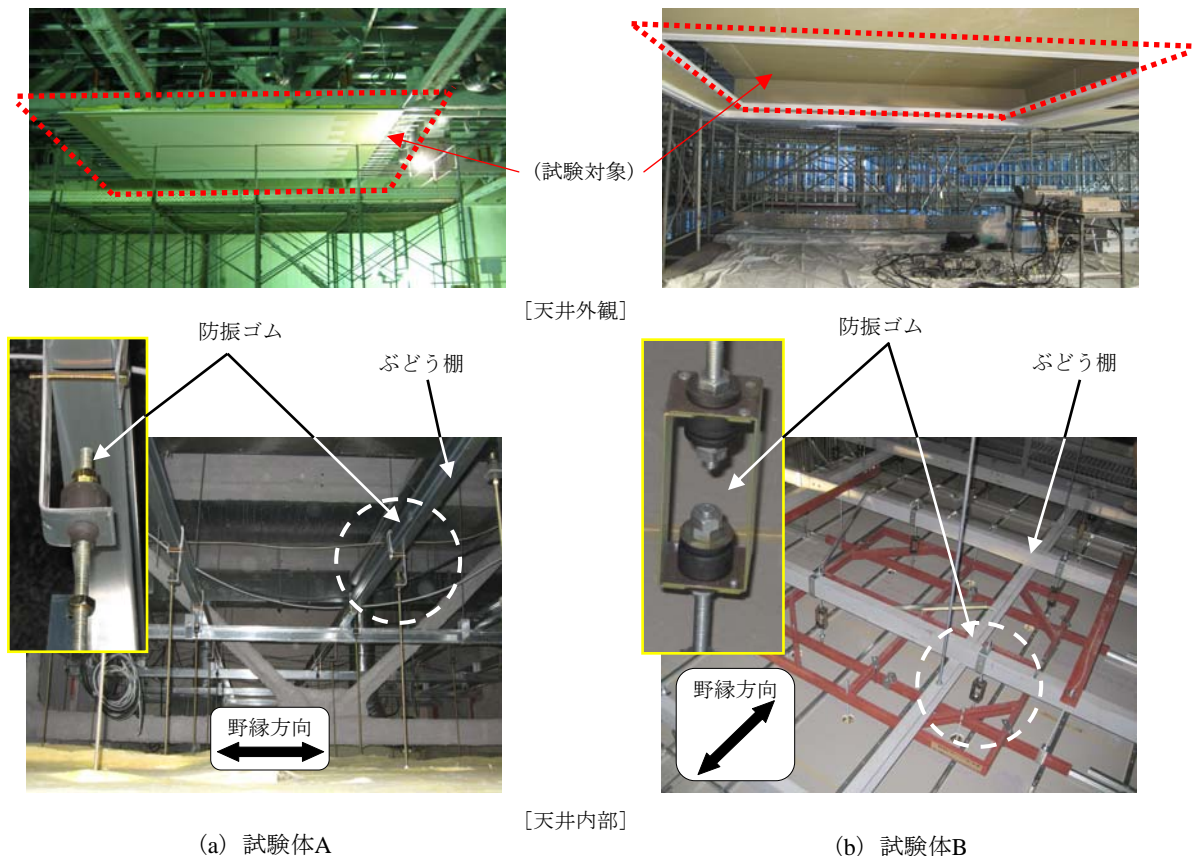 (試験対象)
[天井外観]
防振ゴム
ぶどう棚
防振ゴム
ぶどう棚
野縁方向
野縁方向
[天井内部]
(a) 試験体A
(b) 試験体B